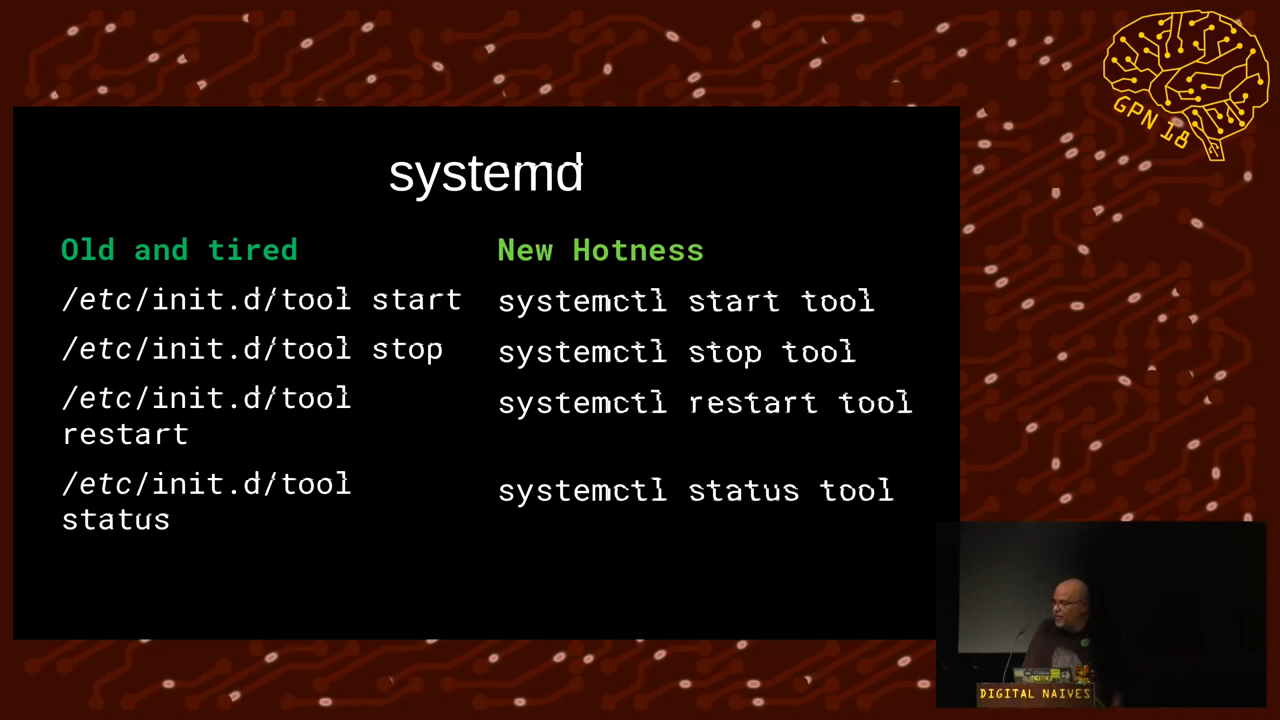 GPN 18
systemd
Old and tired
/etc/init.d/tool start
/etc/init.d/tool stop
/etc/init.d/tool
restart
/etc/init.d/tool
status
New Hotness
systemctl start tool
systemctl stop tool
systemctl restart tool
systemctl status tool
DIGITAL NAIVES